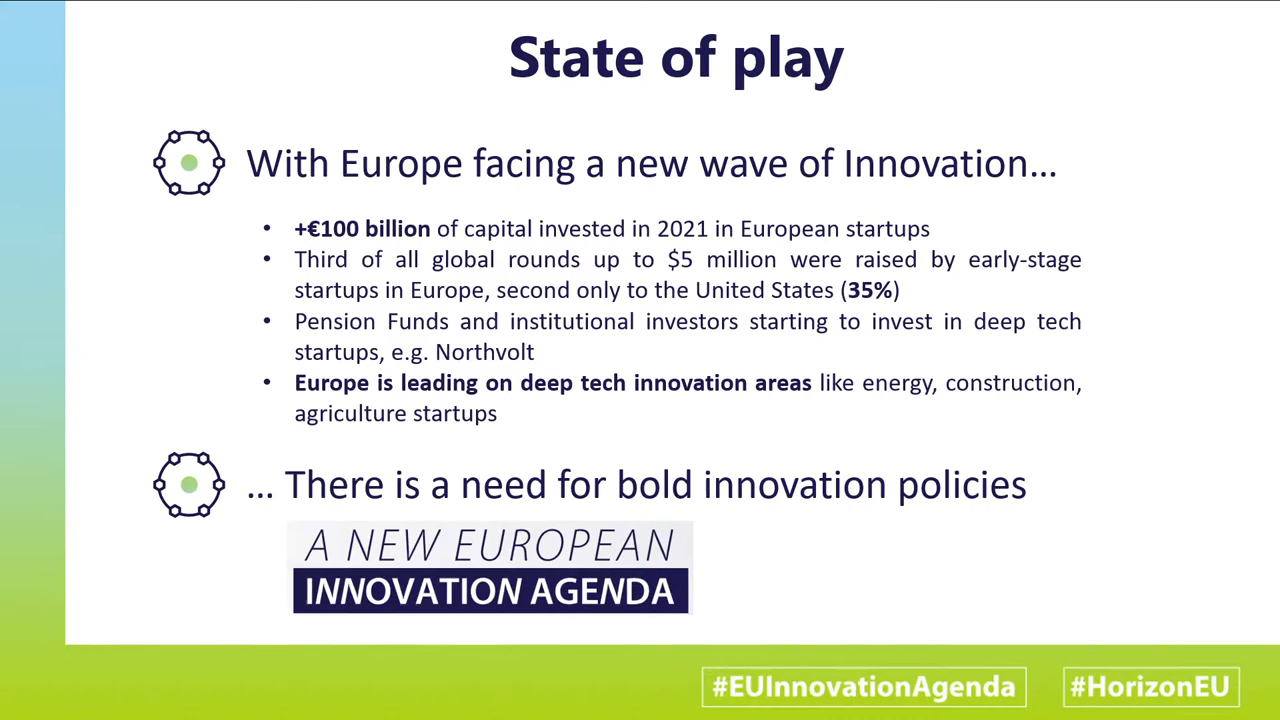 State of play
With Europe facing a new wave of Innovation…
• +€100 billion of capital invested in 2021 in European startups
• Third of all global rounds up to $5 million were raised by early-stage
startups in Europe, second only to the United States (35%)
• Pension Funds and institutional investors starting to invest in deep tech
startups, e.g. Northvolt
• Europe is leading on deep tech innovation areas like energy, construction,
agriculture startups
… There is a need for bold innovation policies
A NEW EUROPEAN
INNOVATION AGENDA
#EUInnovationAgenda
#HorizonEU